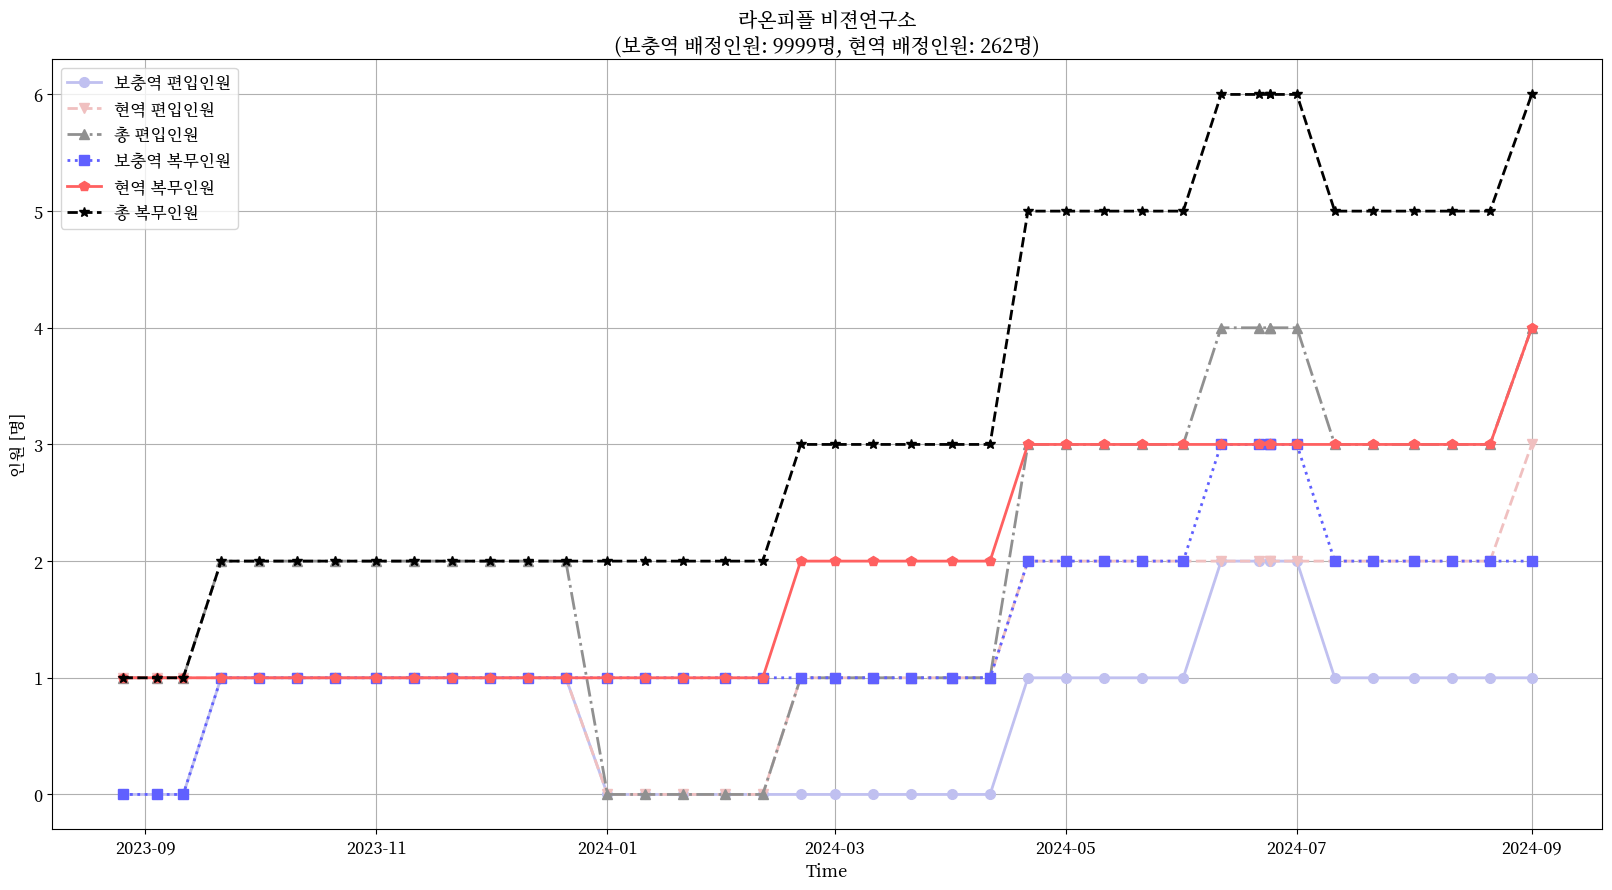 라온피플 비젼연구소
(보충역 배정인원: 9999명, 현역 배정인원: 262명)
보충역 편입인원
현역 편입인원
총 편입인원
보충역 복무인원
현역 복무인원
총 복무인원
6
5
4
3
2
1
0
인원 [명]
2023-09
2023-11
2024-01
2024-03
2024-05
2024-07
2024-09
Time